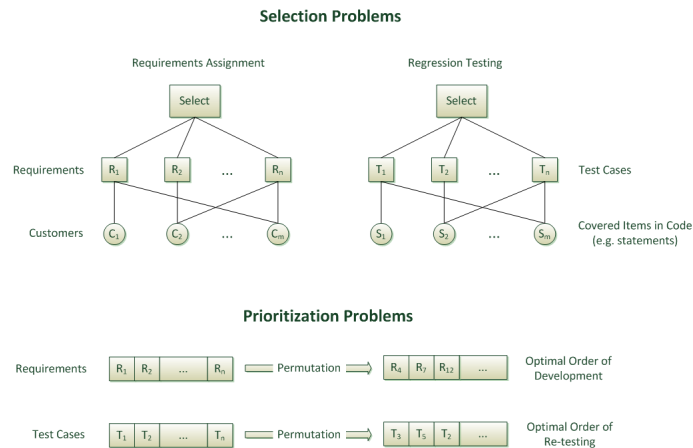 Selection Problems
Requirements Assignment
Regression Testing
Select
Select
Requirements
R1
R2
...
Rn
T1
T2
...
Tn
Test Cases
Customers
C1
C2
...
Cm
S1
S2
...
Sm
Covered Items in Code
(e.g. statements)
Prioritization Problems
Requirements
R1 R2 ... Rn
Permutation
R4 R7 R12 ...
Optimal Order of
Development
Test Cases
T1 T2 ... Tn
Permutation
T3 T5 T2 ...
Optimal Order of
Re-testing